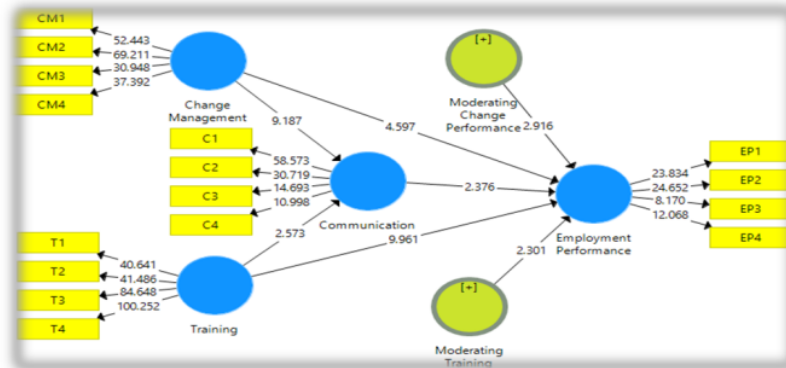 CM1
CM2
CM3
CM4
52.443
69.211
30.948
37.392
Change
Management
[+]
Moderating
Change
Performance
9.187
4.597
2.916
C1
C2
C3
C4
58.573
30.719
14.693
10.998
Communication
2.376
Employment
Performance
23.834
24.652
8.170
12.068
EP1
EP2
EP3
EP4
T1
T2
T3
T4
40.641
41.486
84.648
100.252
Training
2.573
9.961
2.301
[+]
Moderating
Training